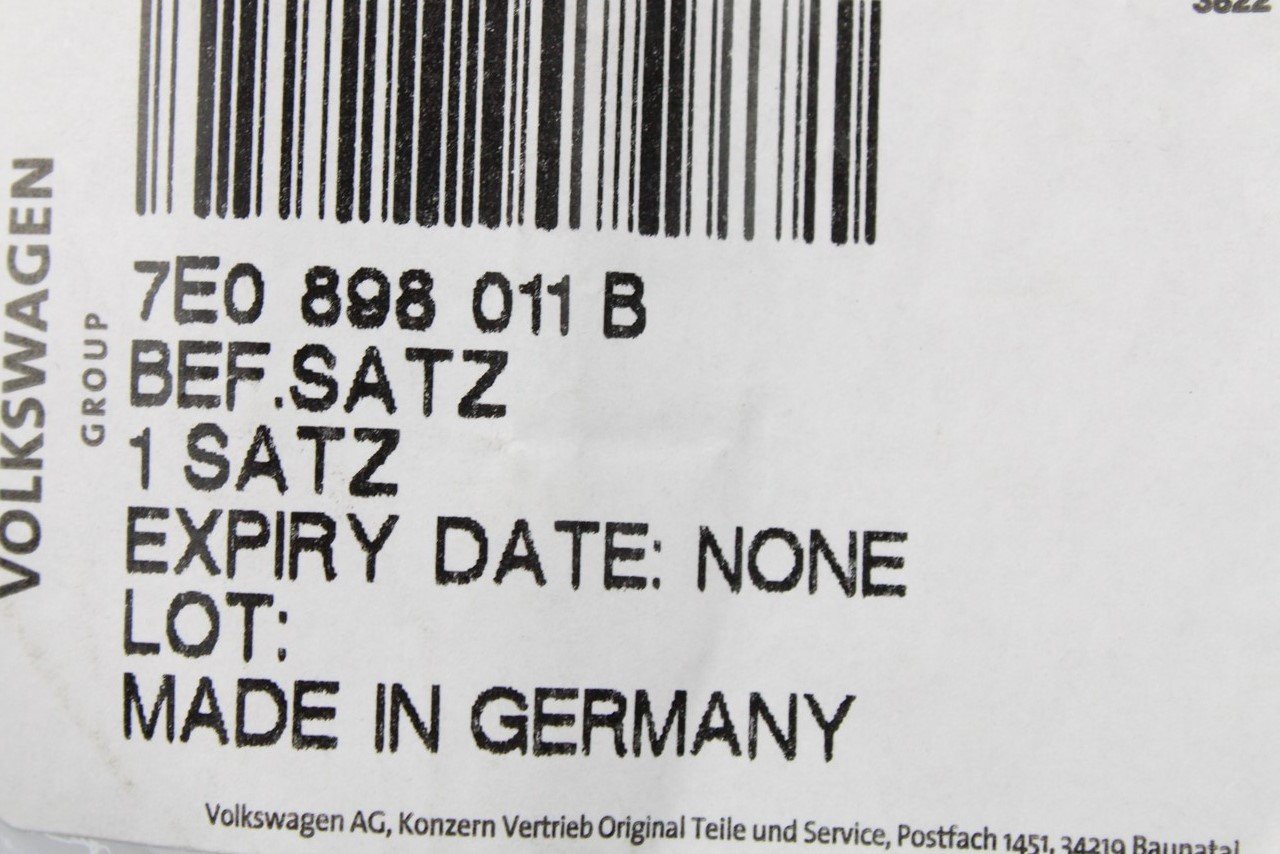 3622
VOLKSWAGEN
GROUP
7E0 898 011 B
BEF.SATZ
1 SATZ
EXPIRY DATE: NONE
LOT:
MADE IN GERMANY
Volkswagen AG, Konzern Vertrieb Original Teile und Service, Postfach 1451, 34219 Baunatal